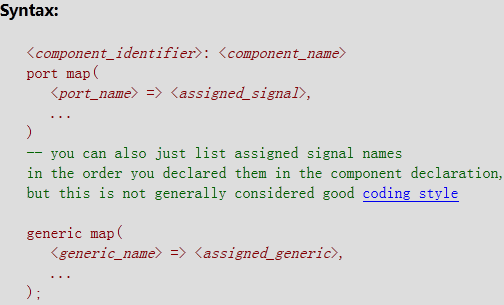 Syntax:
<component_identifier>: <component_name>
port map(
<port_name> => <assigned_signal>,
...
)
-- you can also just list assigned signal names
in the order you declared them in the component declaration,
but this is not generally considered good coding style
generic map(
<generic_name> => <assigned_generic>,
...
);